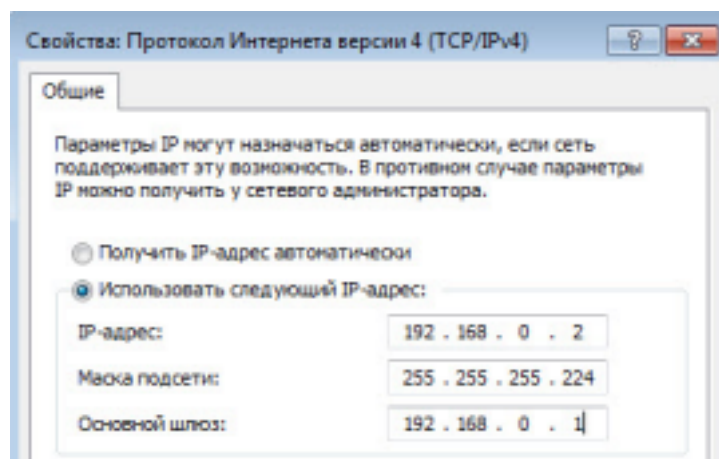 Свойства: Протокол Интернета версии 4 (TCP/IPv4)
Общие
Параметры IP могут назначаться автоматически, если сеть
поддерживает эту возможность. В противном случае параметры
IP можно получить у сетевого администратора.
Получить IP-адрес автоматически
Использовать следующий IP-адрес:
IP-адрес: 192 . 168 . 0 . 2
Маска подсети: 255 . 255 . 255 . 224
Основной шлюз: 192 . 168 . 0 . 1